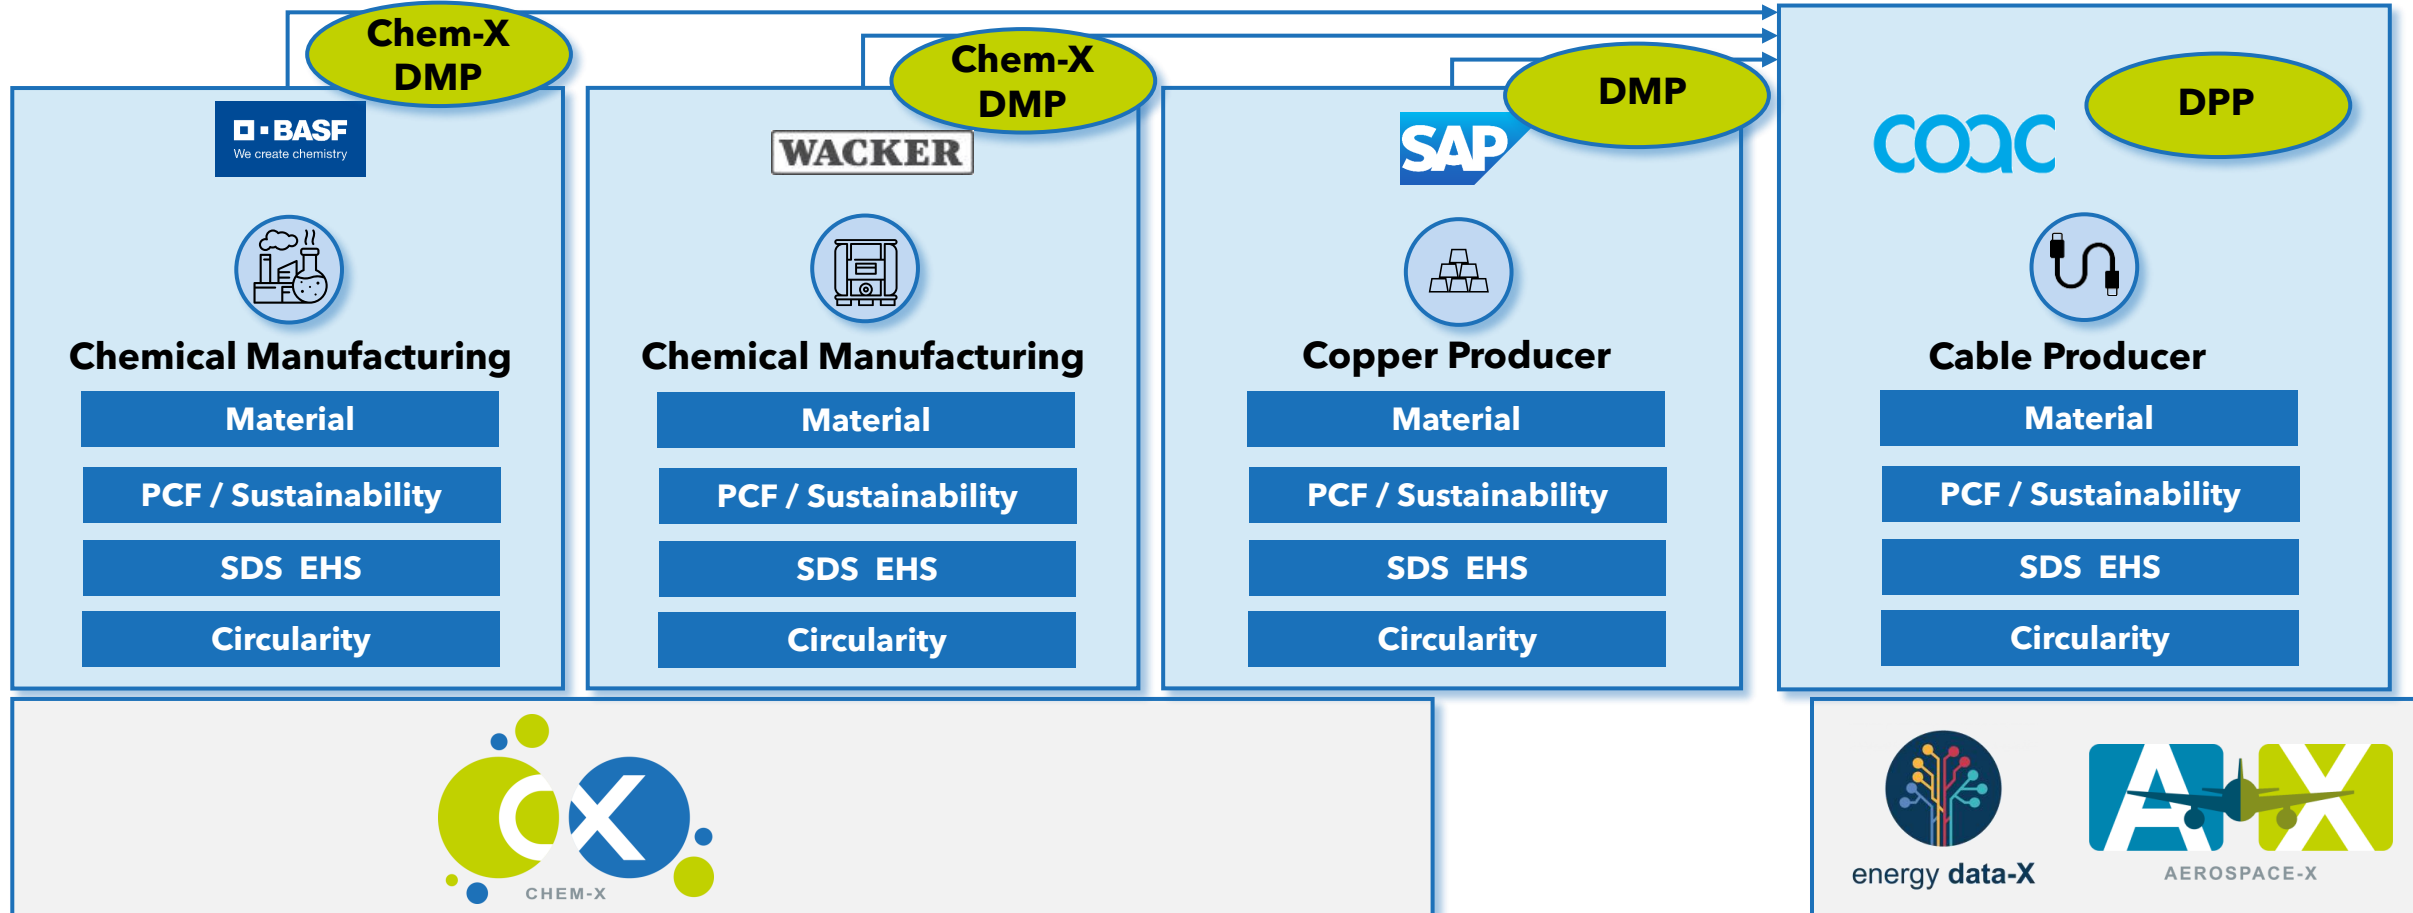 Chem-X
DMP
BASF
We create chemistry
Chemical Manufacturing
Material
PCF / Sustainability
SDS EHS
Circularity
Chem-X
DMP
WACKER
Chemical Manufacturing
Material
PCF / Sustainability
SDS EHS
Circularity
DMP
SAP
Copper Producer
Material
PCF / Sustainability
SDS EHS
Circularity
DPP
coac
Cable Producer
Material
PCF / Sustainability
SDS EHS
Circularity
CX
CHEM-X
energy data-X
A X
AEROSPACE-X